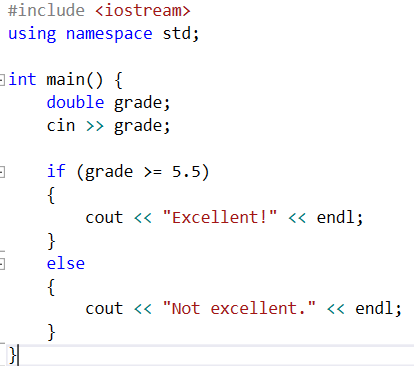 #include <iostream>
using namespace std;
int main() {
    double grade;
    cin >> grade;
    if (grade >= 5.5)
    {
        cout << "Excellent!" << endl;
    }
    else
    {
        cout << "Not excellent." << endl;
    }
}